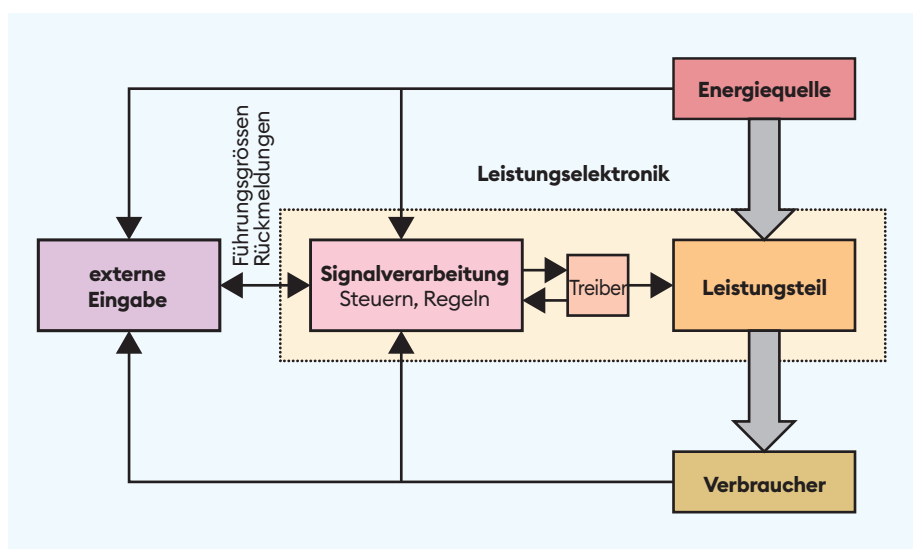 Energiequelle
Führungsgrössen
Rückmeldungen
Leistungselektronik
externe
Eingabe
Signalverarbeitung
Steuern, Regeln
Treiber
Leistungsteil
Verbraucher